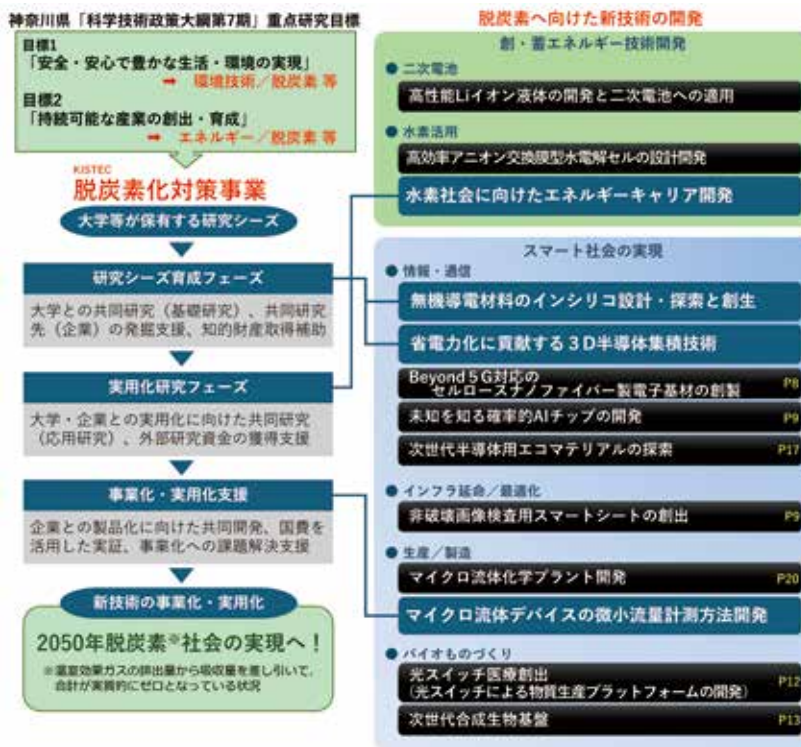 神奈川県「科学技術政策大綱第7期」重点研究目標
目標1
「安全・安心で豊かな生活・環境の実現」
➡ 環境技術／脱炭素 等
目標2
「持続可能な産業の創出・育成」
➡ エネルギー／脱炭素 等
KISTEC
脱炭素化対策事業
大学等が保有する研究シーズ
研究シーズ育成フェーズ
大学との共同研究（基礎研究）、共同研究
先（企業）の発掘支援、知的財産取得補助
実用化研究フェーズ
大学・企業との実用化に向けた共同研究
（応用研究）、外部研究資金の獲得支援
事業化・実用化支援
企業との製品化に向けた共同開発、国費を
活用した実証、事業化への課題解決支援
新技術の事業化・実用化
2050年脱炭素※社会の実現へ！
※温室効果ガスの排出量から吸収量を差し引いて、
合計が実質的にゼロとなっている状況
脱炭素へ向けた新技術の開発
創・蓄エネルギー技術開発
● 二次電池
高性能Liイオン液体の開発と二次電池への適用
● 水素活用
高効率アニオン交換膜型水電解セルの設計開発
水素社会に向けたエネルギーキャリア開発
スマート社会の実現
● 情報・通信
無機導電材料のインシリコ設計・探索と創生
省電力化に貢献する３D半導体集積技術
Beyond５G対応の
セルロースナノファイバー製電子基材の創製 P8
未知を知る確率的AIチップの開発 P9
次世代半導体用エコマテリアルの探索 P17
● インフラ延命／最適化
非破壊画像検査用スマートシートの創出 P9
● 生産／製造
マイクロ流体化学プラント開発 P20
マイクロ流体デバイスの微小流量計測方法開発
● バイオものづくり
光スイッチ医療創出
（光スイッチによる物質生産プラットフォームの開発） P12
次世代合成生物基盤 P13